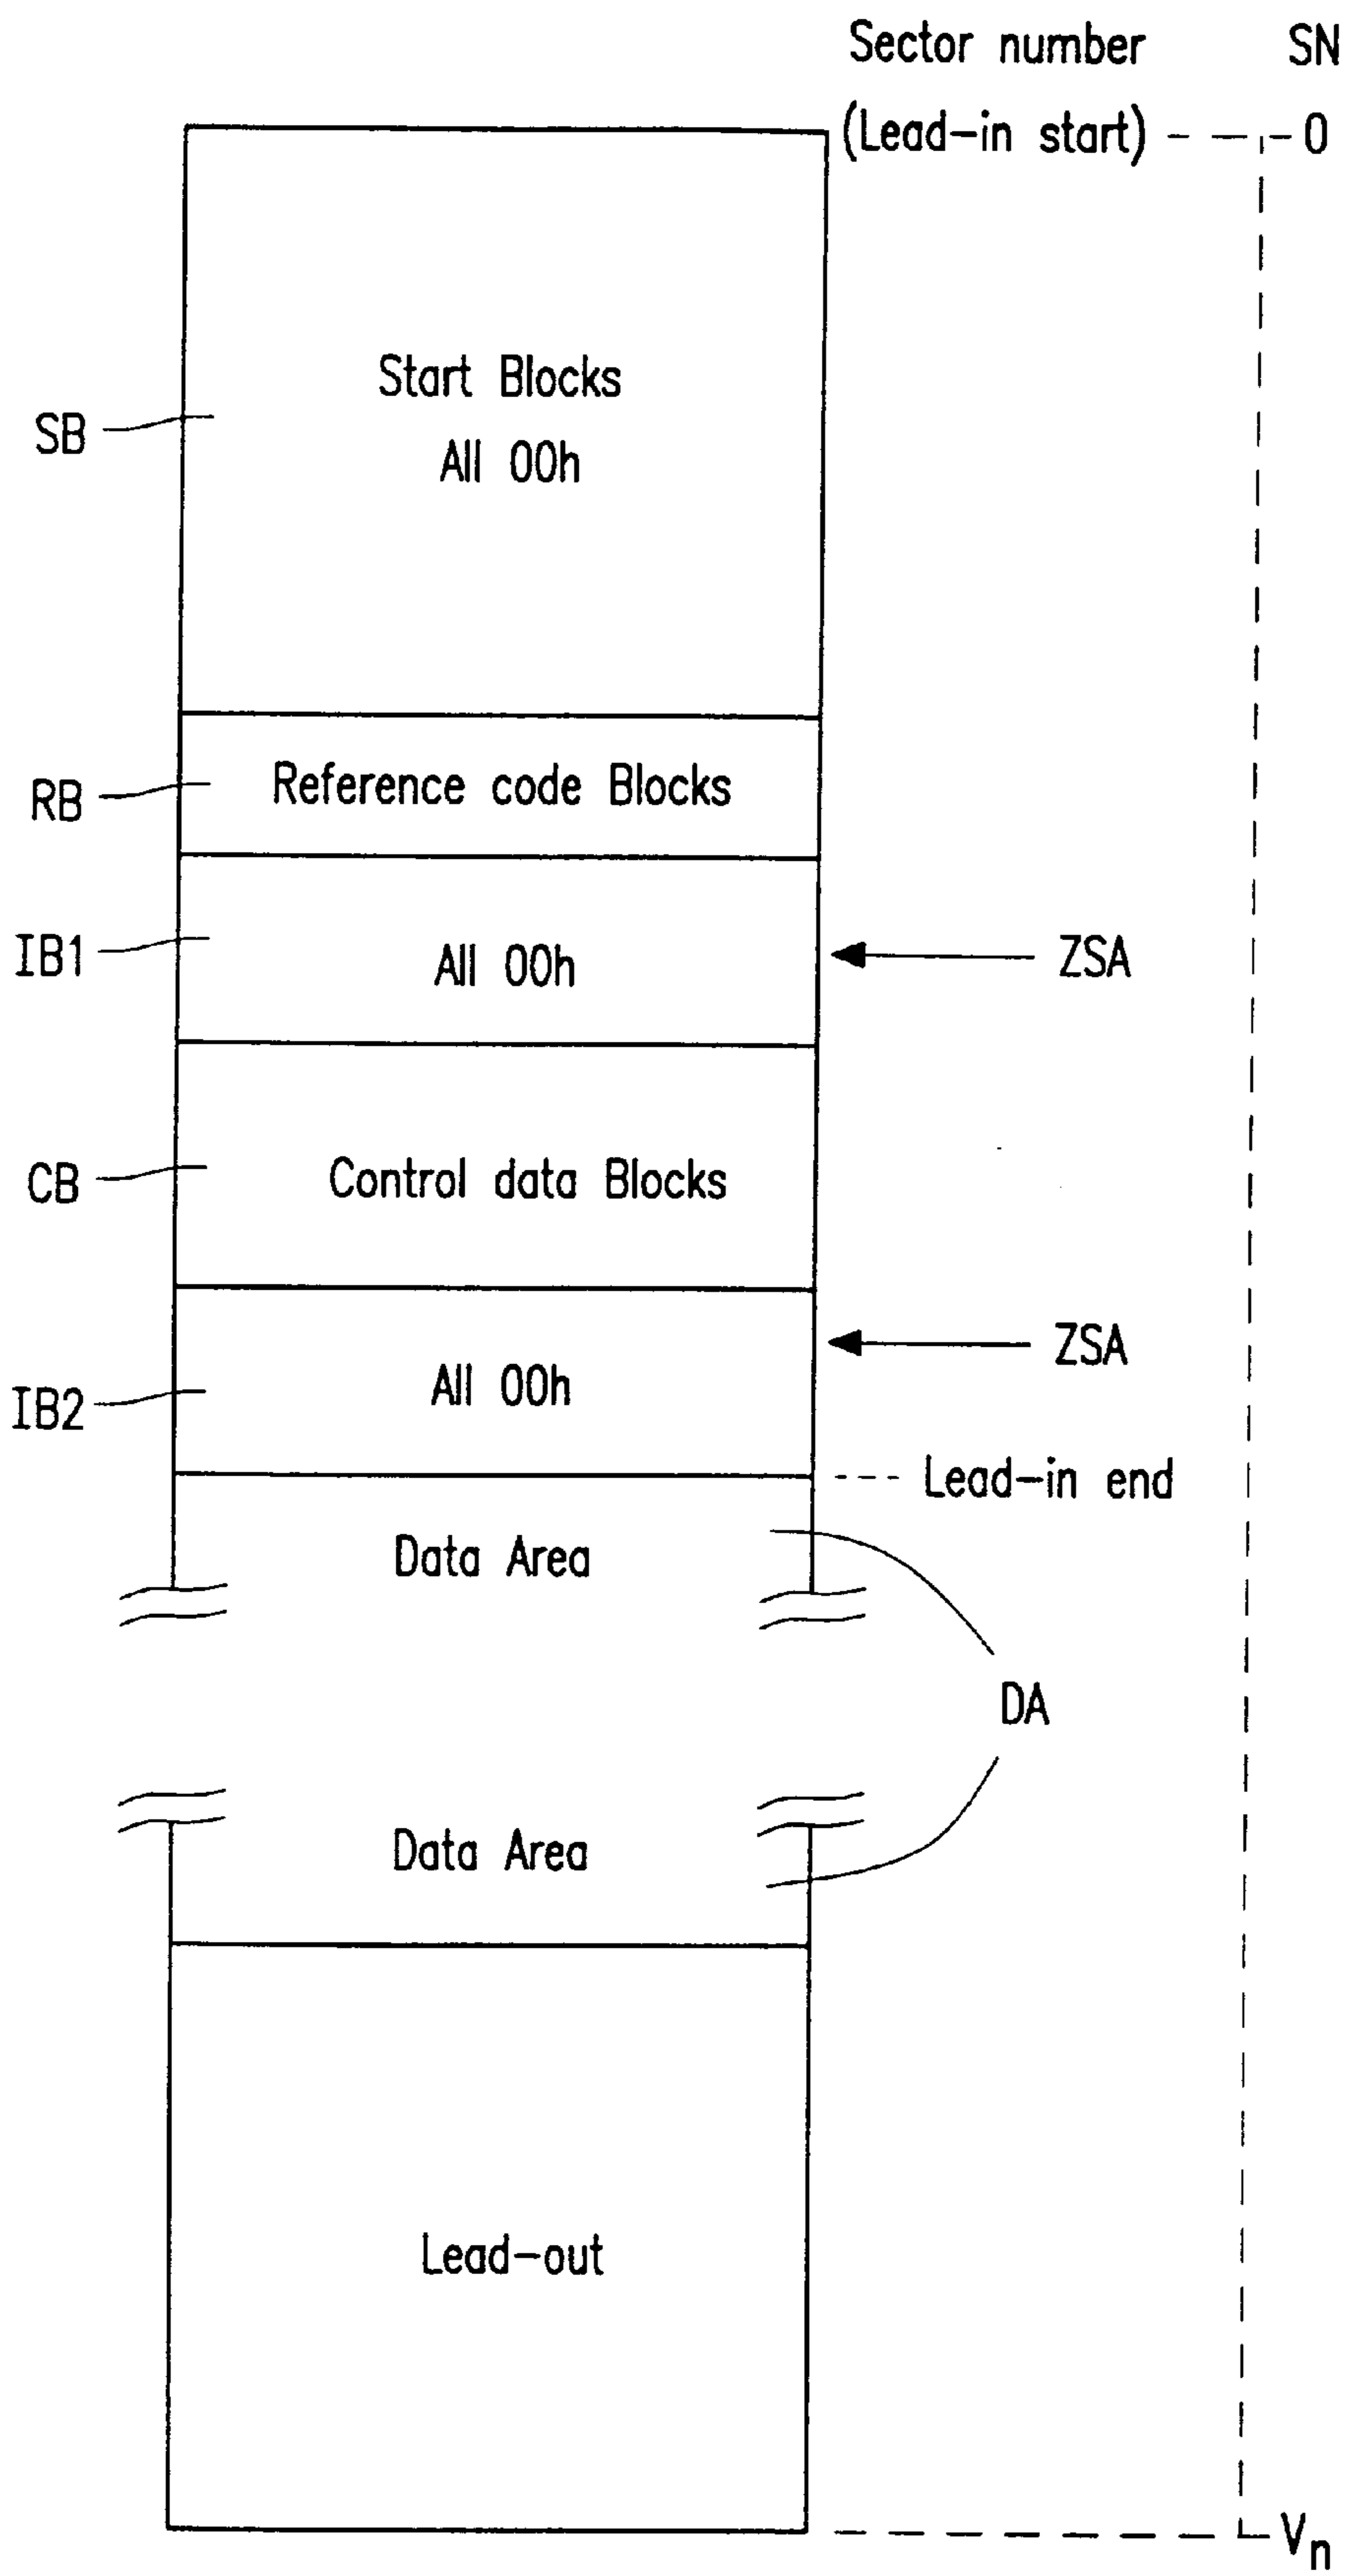 Sector number SN
(Lead-in start) 0
Start Blocks
SB
All 00h
RB
Reference code Blocks
IB1
All 00h
ZSA
CB
Control data Blocks
ZSA
IB2
All 00h
Lead-in end
Data Area
DA
Data Area
Lead-out
Vn